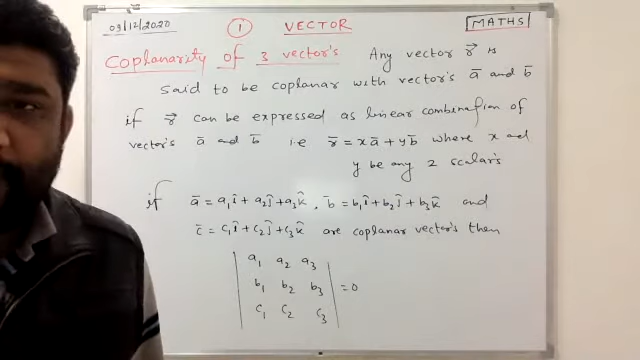 09/12/2020 1 VECTOR MATHS
Coplanarity of 3 vector's Any vector r⃗ is
said to be coplanar with vector's a̅ and b̅
if r⃗ can be expressed as linear combination of
vector's a̅ and b̅ i.e r̅ = xa̅ + yb̅ where x and
y be any 2 scalar's
if a̅ = a₁î + a₂ĵ + a₃k̂ , b̅ = b₁î + b₂ĵ + b₃k̂ and
c̅ = c₁î + c₂ĵ + c₃k̂ are coplanar vector's then
| a₁ a₂ a₃ |
| b₁ b₂ b₃ | = 0
| c₁ c₂ c₃ |